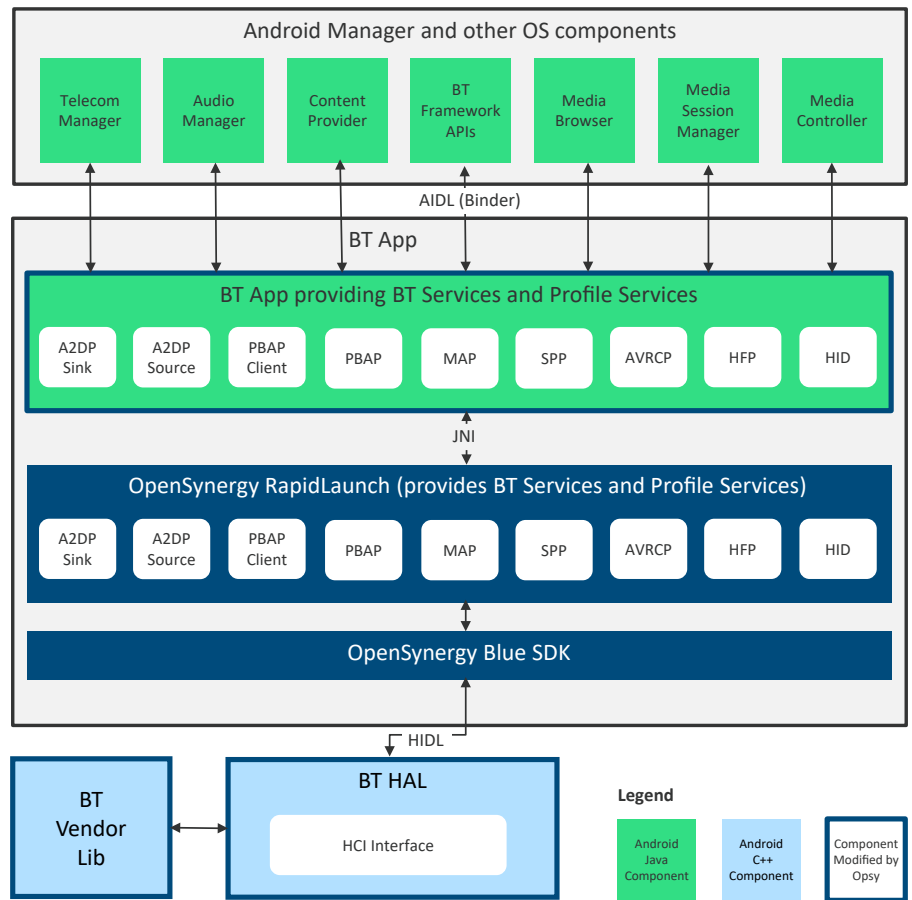 Android Manager and other OS components
Telecom
Manager
Audio
Manager
Content
Provider
BT
Framework
APIs
Media
Browser
Media
Session
Manager
Media
Controller
AIDL (Binder)
BT App
BT App providing BT Services and Profile Services
A2DP
Sink
A2DP
Source
PBAP
Client
PBAP
MAP
SPP
AVRCP
HFP
HID
JNI
OpenSynergy RapidLaunch (provides BT Services and Profile Services)
A2DP
Sink
A2DP
Source
PBAP
Client
PBAP
MAP
SPP
AVRCP
HFP
HID
OpenSynergy Blue SDK
HIDL
BT
Vendor
Lib
BT HAL
HCI Interface
Legend
Android
Java
Component
Android
C++
Component
Component
Modified by
Opsy